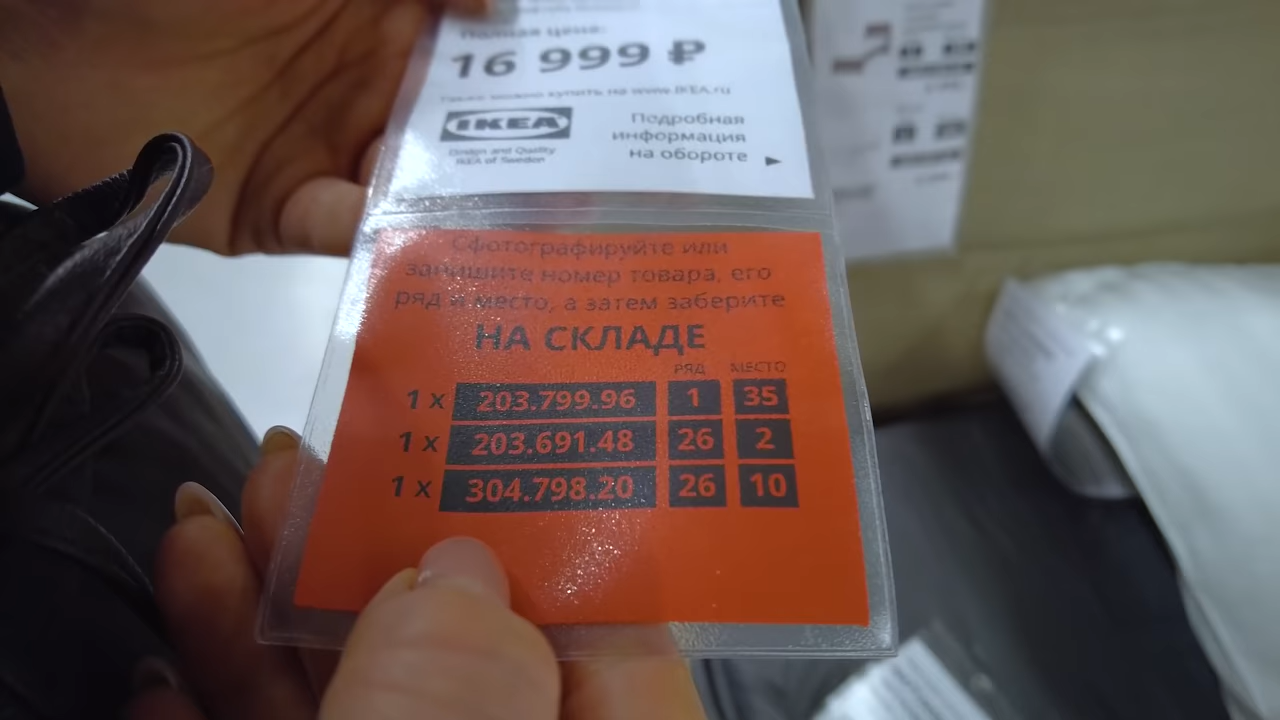 Полная цена:
16 999 ₽
Также можно купить на www.IKEA.ru
IKEA
Design and Quality
IKEA of Sweden
Подробная
информация
на обороте
Сфотографируйте или
запишите номер товара, его
ряд и место, а затем заберите
НА СКЛАДЕ
РЯД МЕСТО
1 x 203.799.96 1 35
1 x 203.691.48 26 2
1 x 304.798.20 26 10